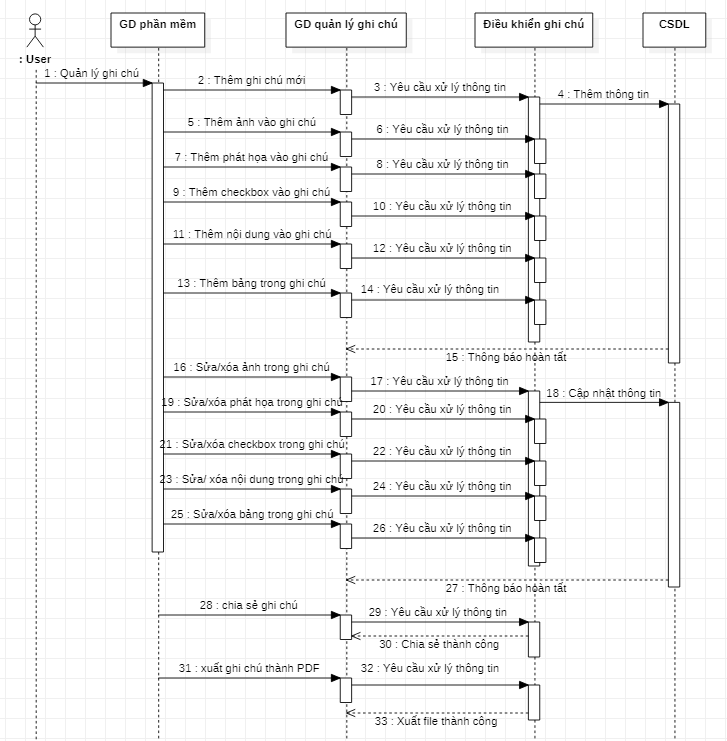 GD phần mềm
GD quản lý ghi chú
Điều khiển ghi chú
CSDL
: User
1 : Quản lý ghi chú
2 : Thêm ghi chú mới
3 : Yêu cầu xử lý thông tin
4 : Thêm thông tin
5 : Thêm ảnh vào ghi chú
6 : Yêu cầu xử lý thông tin
7 : Thêm phát họa vào ghi chú
8 : Yêu cầu xử lý thông tin
9 : Thêm checkbox vào ghi chú
10 : Yêu cầu xử lý thông tin
11 : Thêm nội dung vào ghi chú
12 : Yêu cầu xử lý thông tin
13 : Thêm bảng trong ghi chú
14 : Yêu cầu xử lý thông tin
15 : Thông báo hoàn tất
16 : Sửa/xóa ảnh trong ghi chú
17 : Yêu cầu xử lý thông tin
18 : Cập nhật thông tin
19 : Sửa/xóa phát họa trong ghi chú
20 : Yêu cầu xử lý thông tin
21 : Sửa/xóa checkbox trong ghi chú
22 : Yêu cầu xử lý thông tin
23 : Sửa/ xóa nội dung trong ghi chú
24 : Yêu cầu xử lý thông tin
25 : Sửa/xóa bảng trong ghi chú
26 : Yêu cầu xử lý thông tin
27 : Thông báo hoàn tất
28 : chia sẻ ghi chú
29 : Yêu cầu xử lý thông tin
30 : Chia sẻ thành công
31 : xuất ghi chú thành PDF
32 : Yêu cầu xử lý thông tin
33 : Xuất file thành công